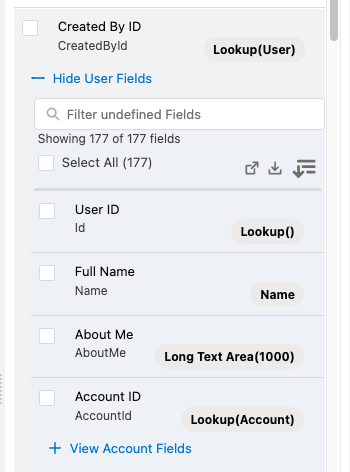 Created By ID
CreatedById
Lookup(User)
Hide User Fields
Filter undefined Fields
Showing 177 of 177 fields
Select All (177)
User ID
Id
Lookup()
Full Name
Name
Name
About Me
AboutMe
Long Text Area(1000)
Account ID
AccountId
Lookup(Account)
View Account Fields